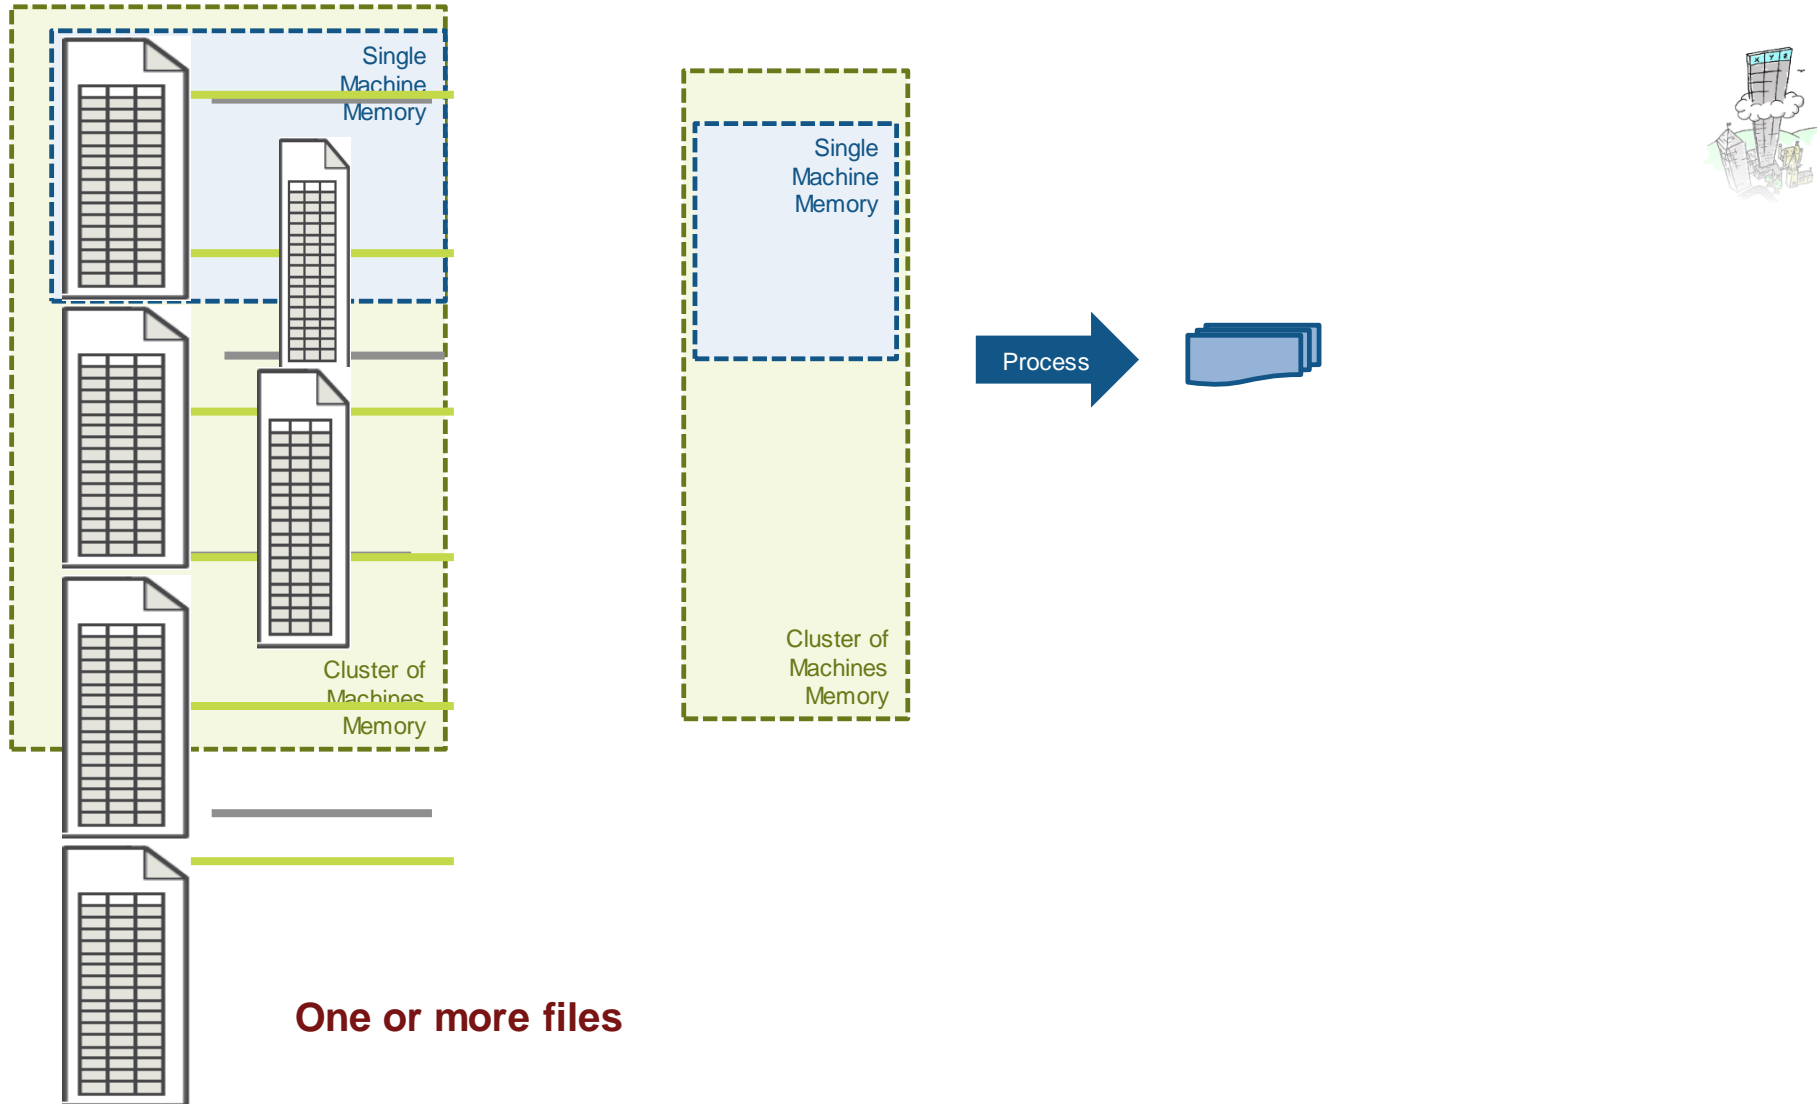 Single
Machine
Memory
Cluster of
Machines
Memory
Single
Machine
Memory
Cluster of
Machines
Memory
Process
X Y Z
One or more files